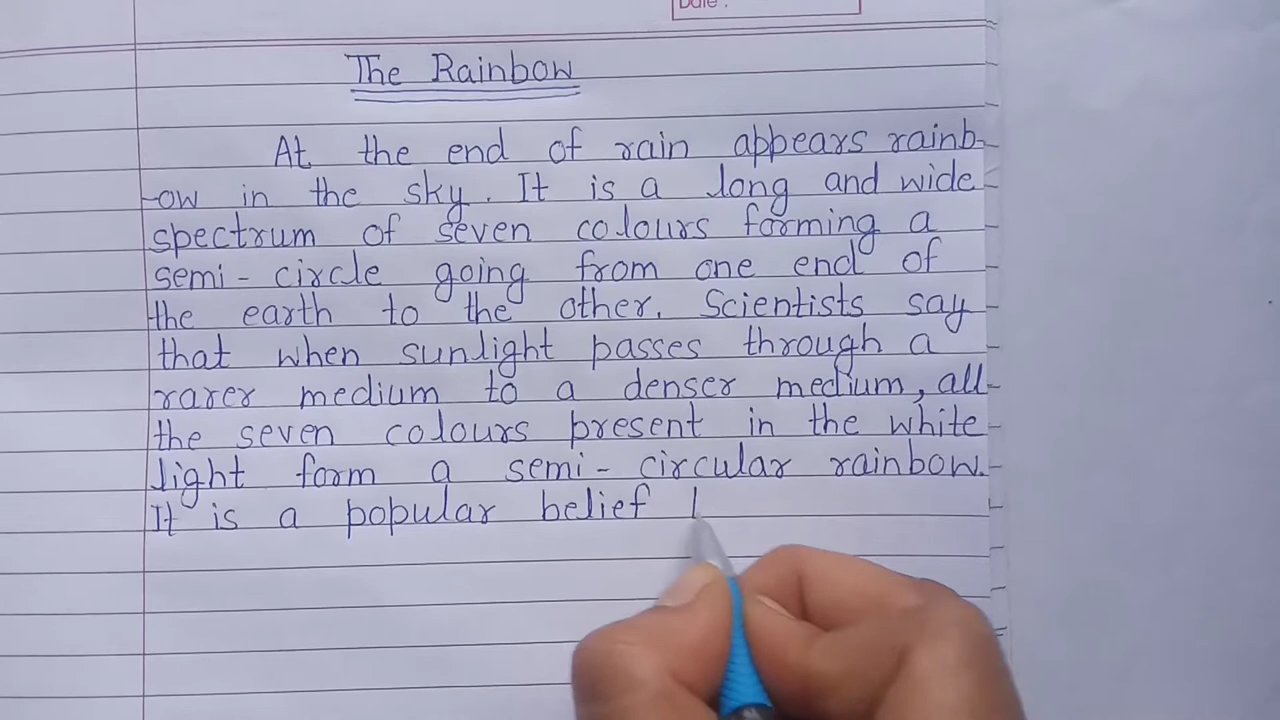 Date :
The Rainbow
At the end of rain appears rainb-
-ow in the sky. It is a long and wide
spectrum of seven colours forming a
semi-circle going from one end of
the earth to the other. Scientists say
that when sunlight passes through a
rarer medium to a denser medium, all
the seven colours present in the white
light form a semi-circular rainbow.
It is a popular belief